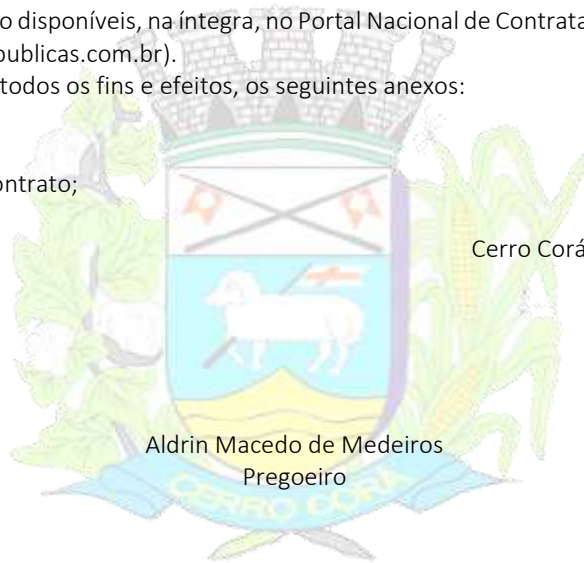 o disponíveis, na íntegra, no Portal Nacional de Contrata
publicas.com.br).
todos os fins e efeitos, os seguintes anexos:
ontrato;
Cerro Corá
Aldrin Macedo de Medeiros
Pregoeiro
CERRO CORÁ